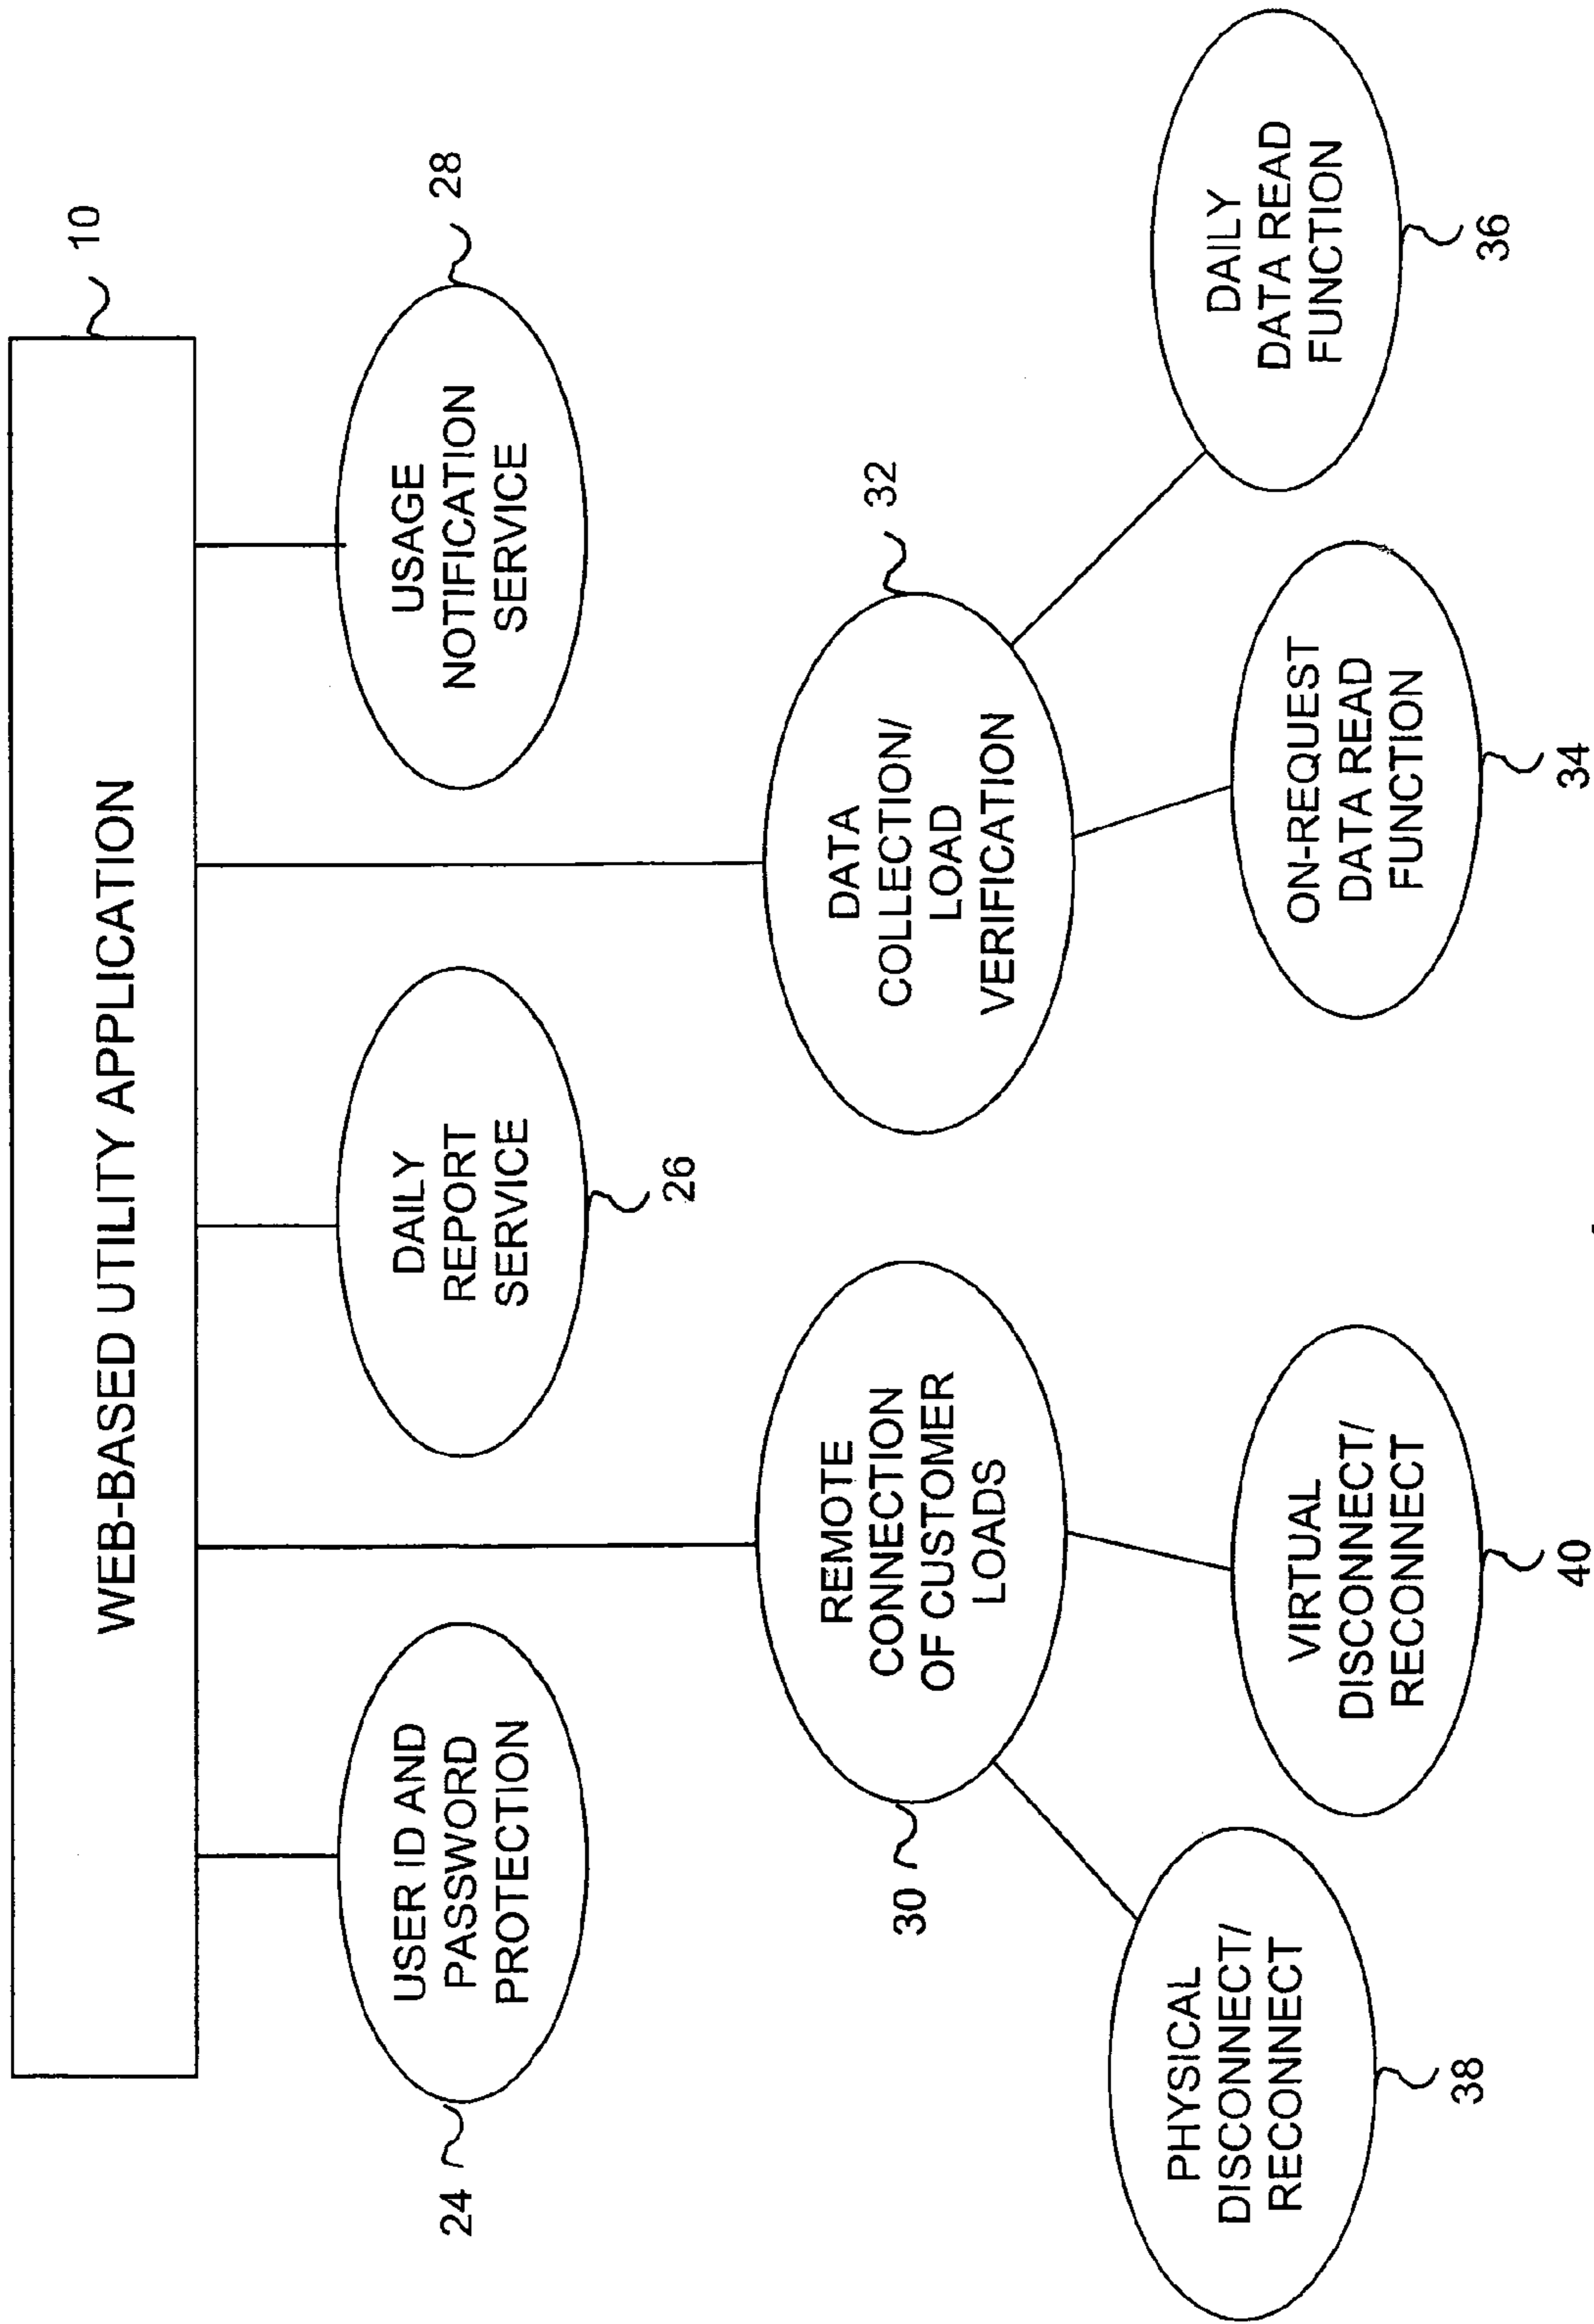 WEB-BASED UTILITY APPLICATION
10
USER ID AND
PASSWORD
PROTECTION
24
DAILY
REPORT
SERVICE
26
USAGE
NOTIFICATION
SERVICE
28
REMOTE
CONNECTION
OF CUSTOMER
LOADS
30
DATA
COLLECTION/
LOAD
VERIFICATION
32
PHYSICAL
DISCONNECT/
RECONNECT
38
VIRTUAL
DISCONNECT/
RECONNECT
40
ON-REQUEST
DATA READ
FUNCTION
34
DAILY
DATA READ
FUNCTION
36